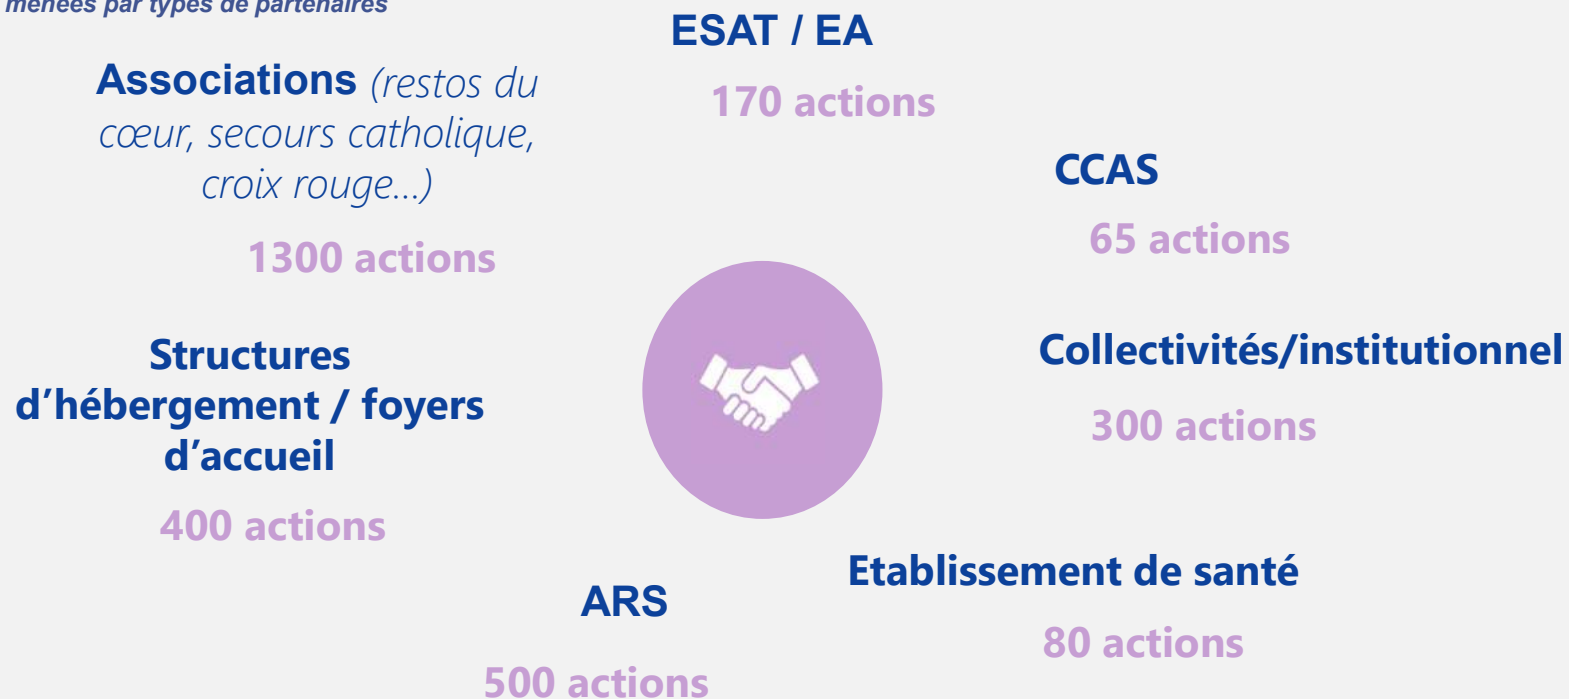 menées par types de partenaires
ESAT / EA
170 actions
Associations (restos du
cœur, secours catholique,
croix rouge...)
1300 actions
CCAS
65 actions
Structures
d’hébergement / foyers
d’accueil
400 actions
Collectivités/institutionnel
300 actions
ARS
500 actions
Etablissement de santé
80 actions